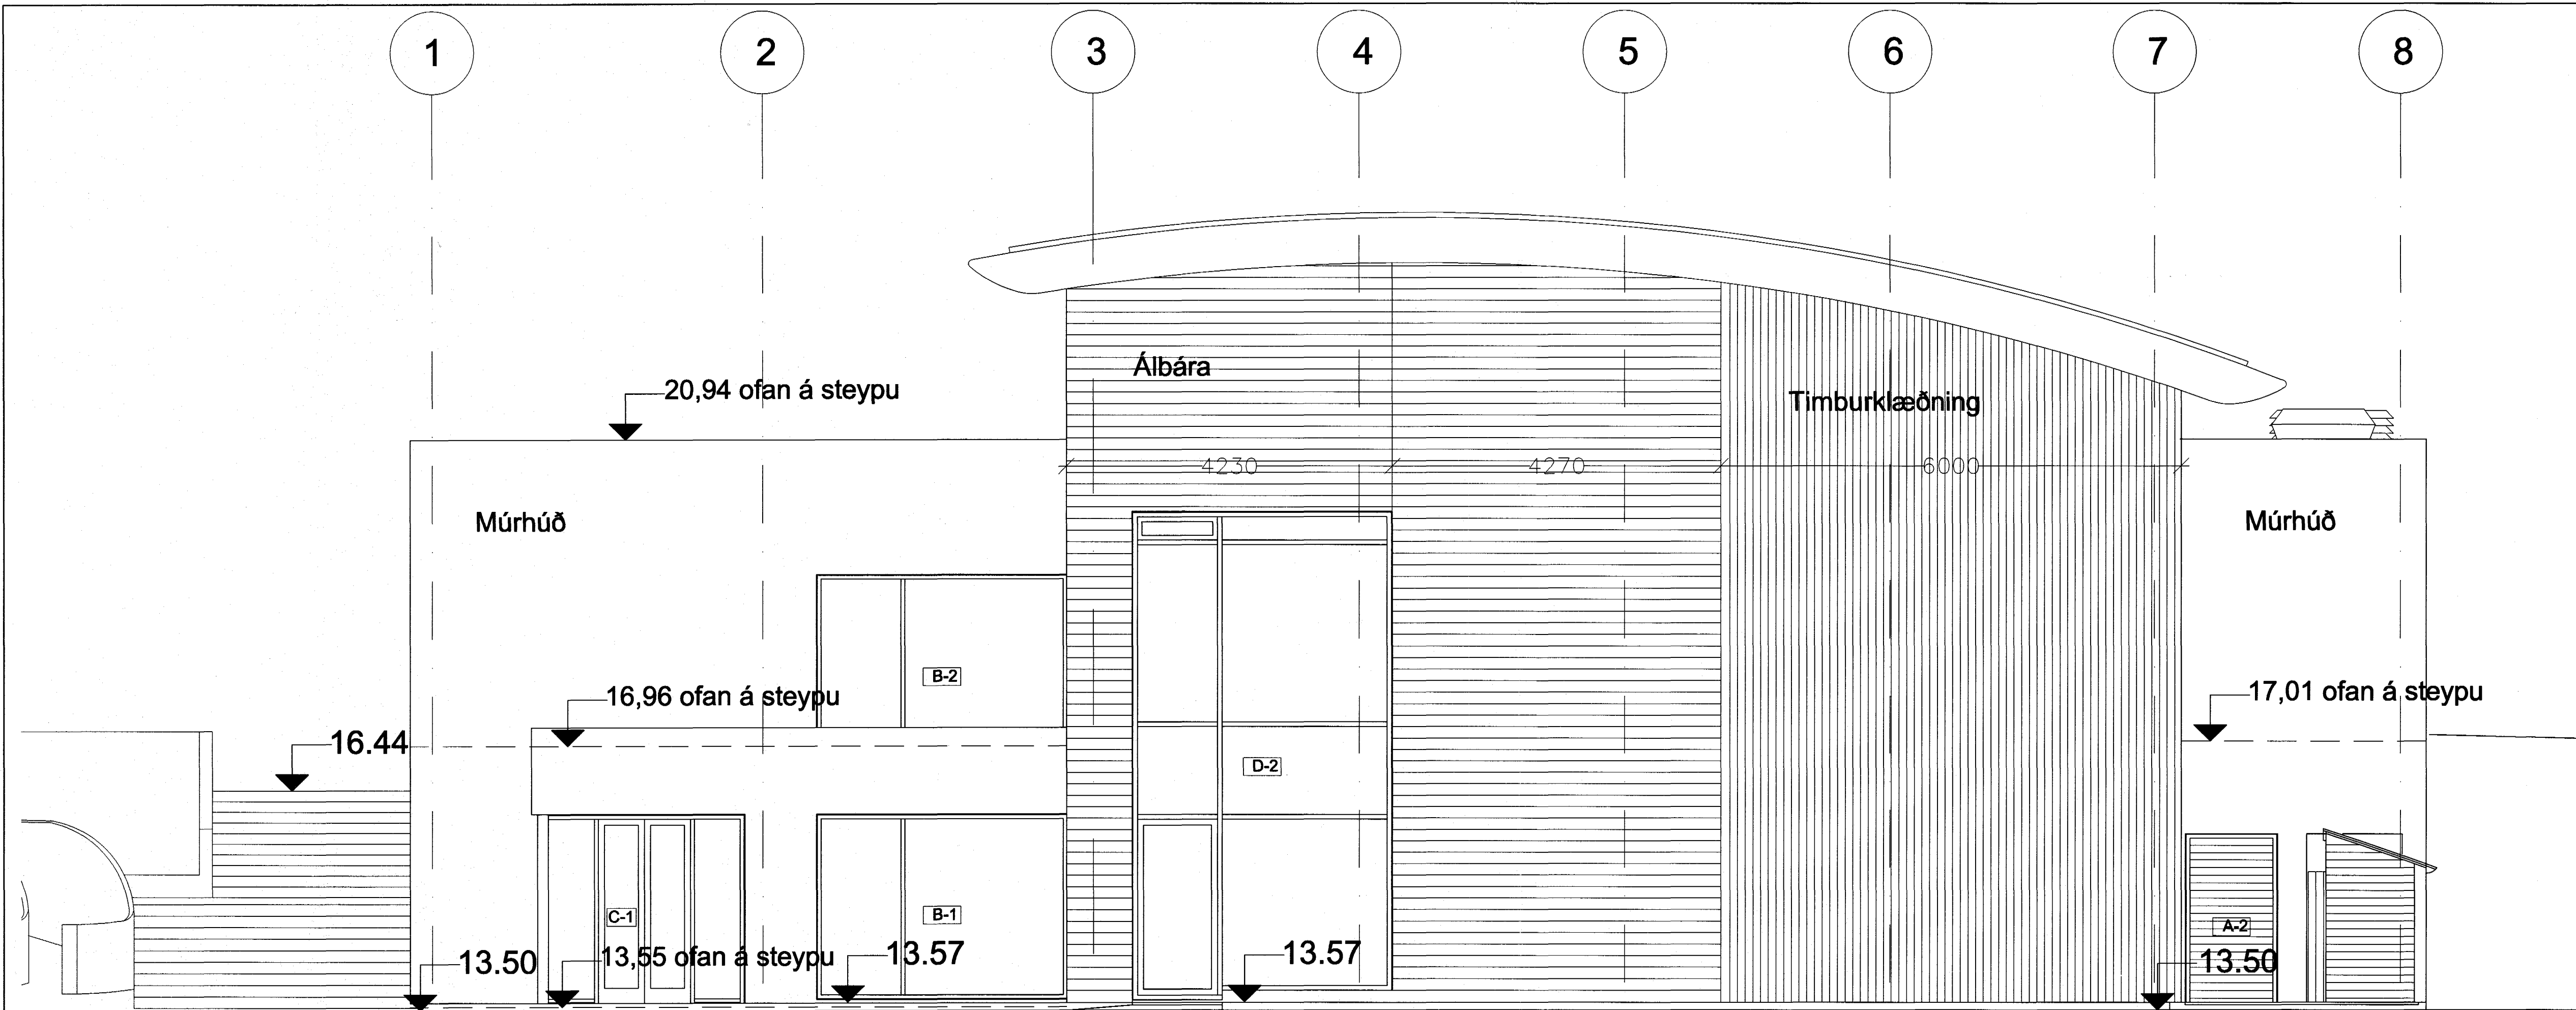 1 2 3 4 5 6 7 8
Álbára
20,94 ofan á steypu
Timburklæðning
4230 4270 6000
Múrhúð
Múrhúð
B-2
16,96 ofan á steypu
17,01 ofan á steypu
16.44
D-2
C-1
B-1
A-2
13.50
13,55 ofan á steypu
13.57
13.57
13.50